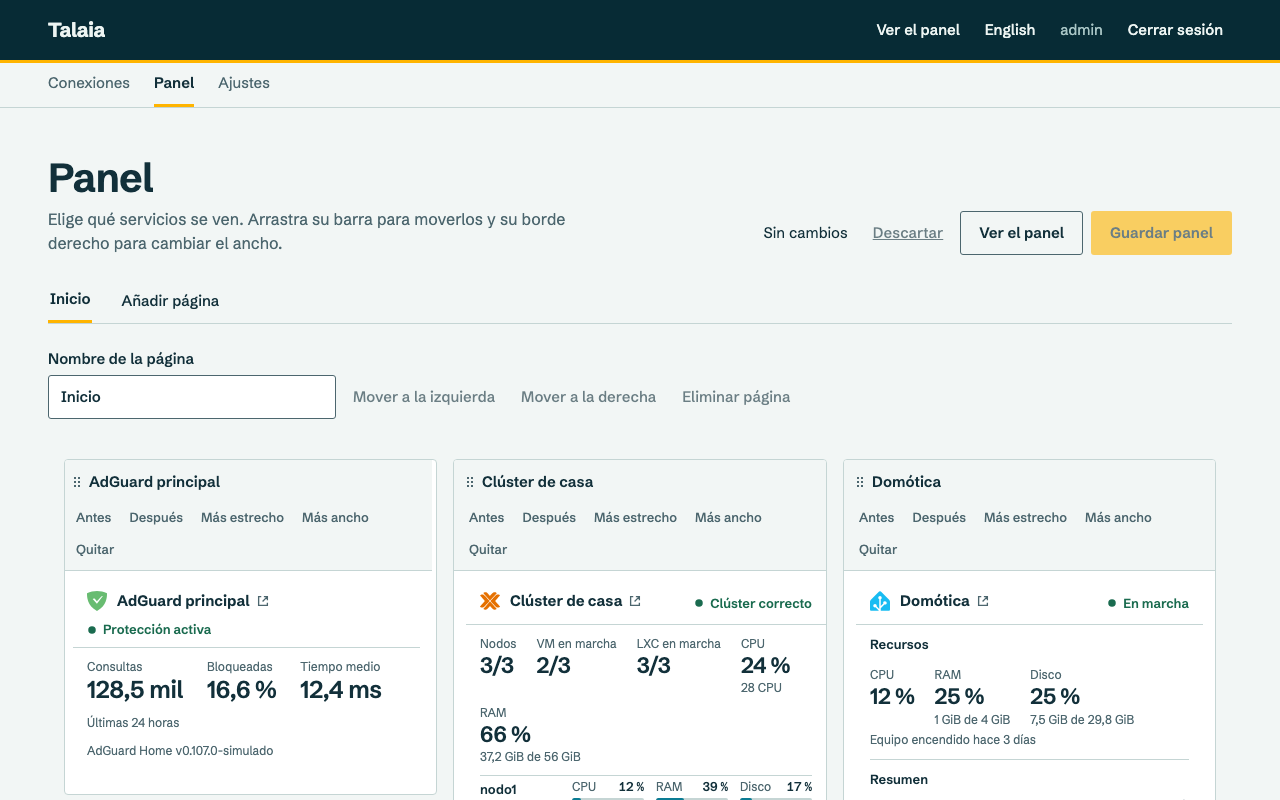 Talaia
Ver el panel English admin Cerrar sesión
Conexiones Panel Ajustes
Panel
Elige qué servicios se ven. Arrastra su barra para moverlos y su borde
derecho para cambiar el ancho.
Sin cambios Descartar Ver el panel Guardar panel
Inicio Añadir página
Nombre de la página
Inicio
Mover a la izquierda Mover a la derecha Eliminar página
AdGuard principal
Antes Después Más estrecho Más ancho
Quitar
AdGuard principal
Protección activa
Consultas Bloqueadas Tiempo medio
128,5 mil 16,6 % 12,4 ms
Últimas 24 horas
AdGuard Home v0.107.0-simulado
Clúster de casa
Antes Después Más estrecho Más ancho
Quitar
Clúster de casa Clúster correcto
Nodos VM en marcha LXC en marcha CPU
3/3 2/3 3/3 24 %
28 CPU
RAM
66 %
37,2 GiB de 56 GiB
nodo1 CPU 12 % RAM 39 % Disco 17 %
Domótica
Antes Después Más estrecho Más ancho
Quitar
Domótica En marcha
Recursos
CPU RAM Disco
12 % 25 % 25 %
1 GiB de 4 GiB 7,5 GiB de 29,8 GiB
Equipo encendido hace 3 días
Resumen